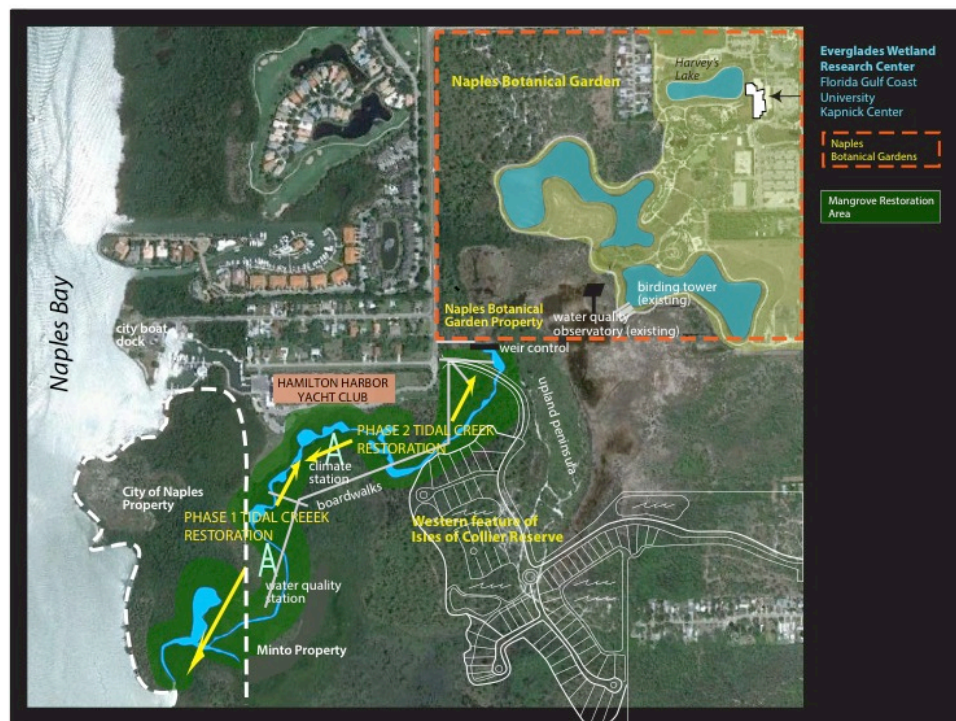 Everglades Wetland
Research Center
Florida Gulf Coast
University
Kapnick Center
Naples
Botanical Gardens
Mangrove Restoration
Area
Harvey's
Lake
Naples Botanical Garden
Naples Bay
birding tower
(existing)
Naples Botanical
Garden Property
water quality
observatory (existing)
city boat
dock
weir control
HAMILTON HARBOR
YACHT CLUB
upland peninsula
PHASE 2 TIDAL CREEK
RESTORATION
A
climate
station
boardwalks
City of Naples
Property
PHASE 1 TIDAL CREEEK
RESTORATION
Western feature of
Isles of Collier Reserve
A
water quality
station
Minto Property